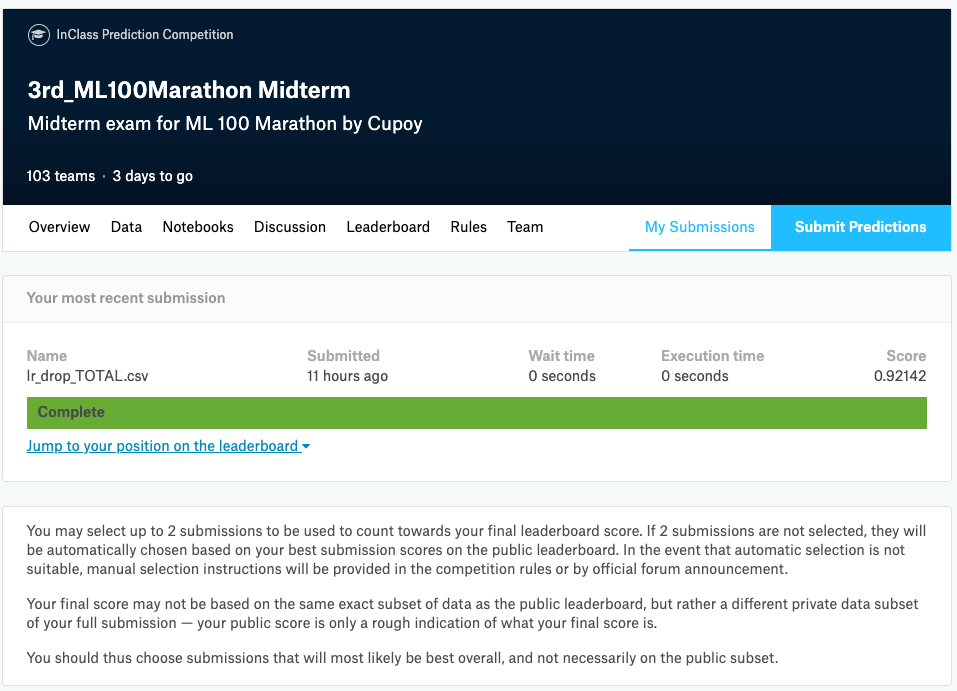 InClass Prediction Competition
3rd_ML100Marathon Midterm
Midterm exam for ML 100 Marathon by Cupoy
103 teams · 3 days to go
Overview Data Notebooks Discussion Leaderboard Rules Team My Submissions Submit Predictions
Your most recent submission
Name Submitted Wait time Execution time Score
lr_drop_TOTAL.csv 11 hours ago 0 seconds 0 seconds 0.92142
Complete
Jump to your position on the leaderboard
You may select up to 2 submissions to be used to count towards your final leaderboard score. If 2 submissions are not selected, they will
be automatically chosen based on your best submission scores on the public leaderboard. In the event that automatic selection is not
suitable, manual selection instructions will be provided in the competition rules or by official forum announcement.
Your final score may not be based on the same exact subset of data as the public leaderboard, but rather a different private data subset
of your full submission — your public score is only a rough indication of what your final score is.
You should thus choose submissions that will most likely be best overall, and not necessarily on the public subset.